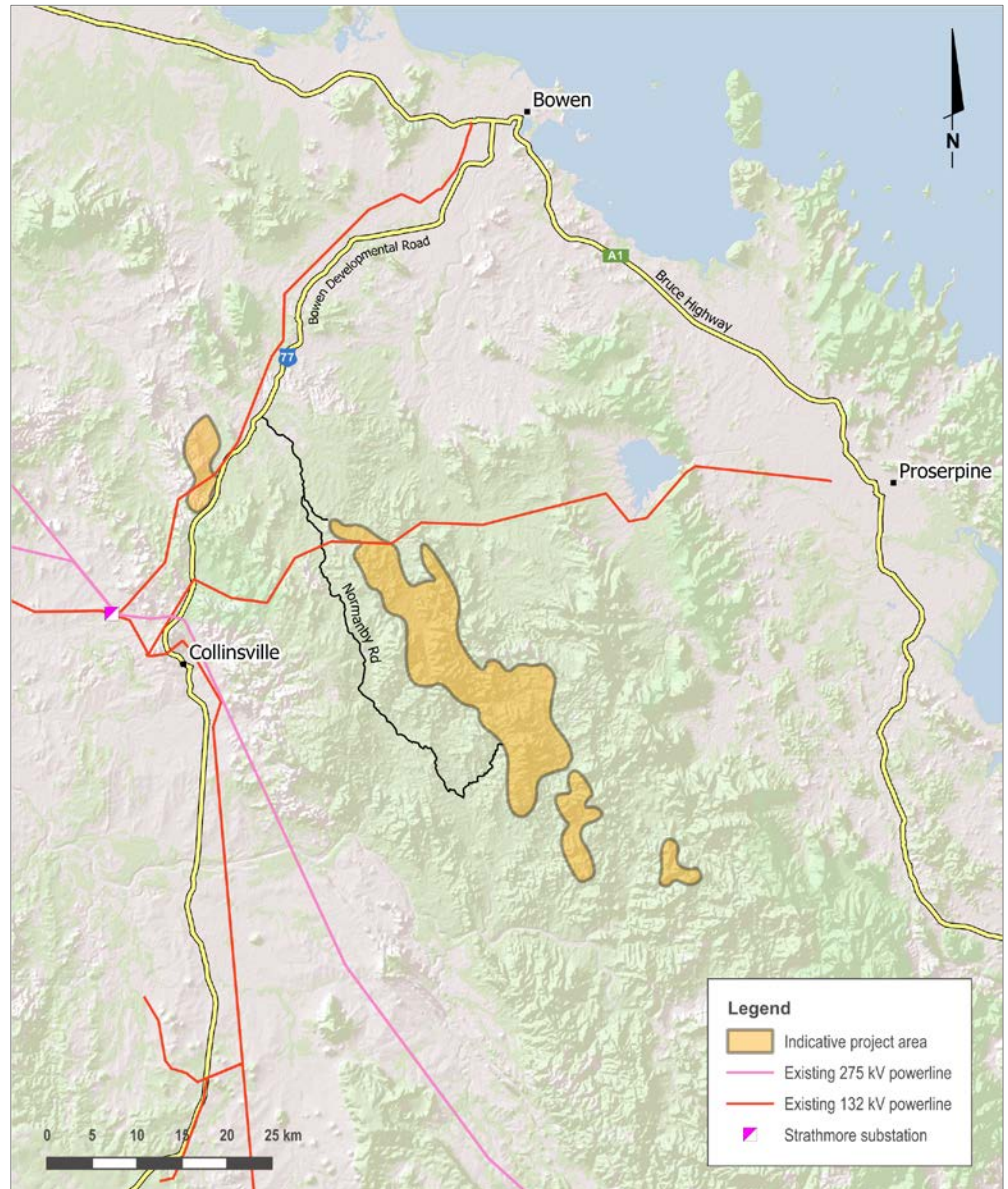 Bowen
N
Bowen Developmental Road
A1
Bruce Highway
77
Proserpine
Normanby Rd
Collinsville
Legend
Indicative project area
Existing 275 kV powerline
Existing 132 kV powerline
Strathmore substation
0 5 10 15 20 25 km